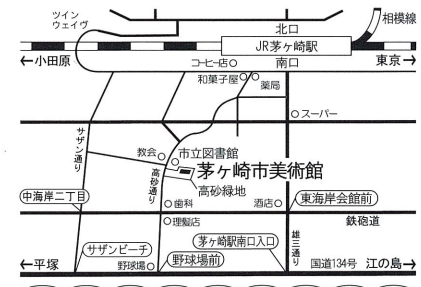 ツイン
ウェイヴ
相模線
北口
JR茅ヶ崎駅
←小田原
コーヒー店
南口
東京→
和菓子屋
薬局
スーパー
サザン通り
教会
市立図書館
茅ヶ崎市美術館
高砂通り
高砂緑地
中海岸二丁目
歯科
酒店
東海岸会館前
理髪店
鉄砲道
雄三通り
サザンビーチ
茅ヶ崎駅南口入口
←平塚
野球場
野球場前
国道134号
江の島→